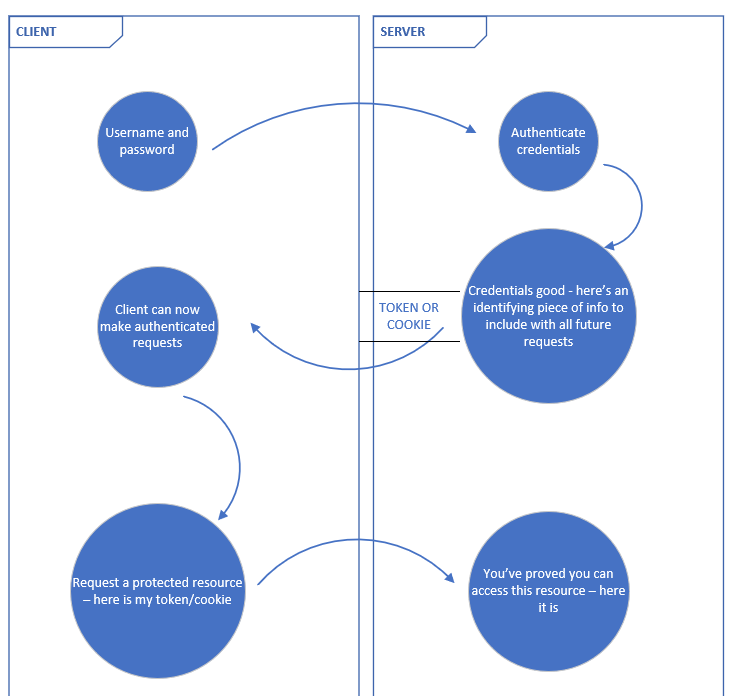 CLIENT
SERVER
Username and
password
Authenticate
credentials
Credentials good - here's an
identifying piece of info to
include with all future
requests
TOKEN OR
COOKIE
Client can now
make authenticated
requests
Request a protected resource
– here is my token/cookie
You've proved you can
access this resource – here
it is